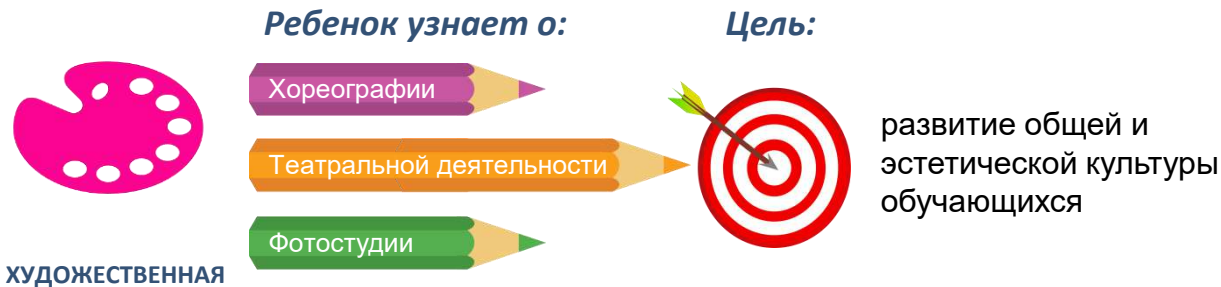 Ребенок узнает о:
Цель:
Хореографии
Театральной деятельности
Фотостудии
развитие общей и
эстетической культуры
обучающихся
ХУДОЖЕСТВЕННАЯ